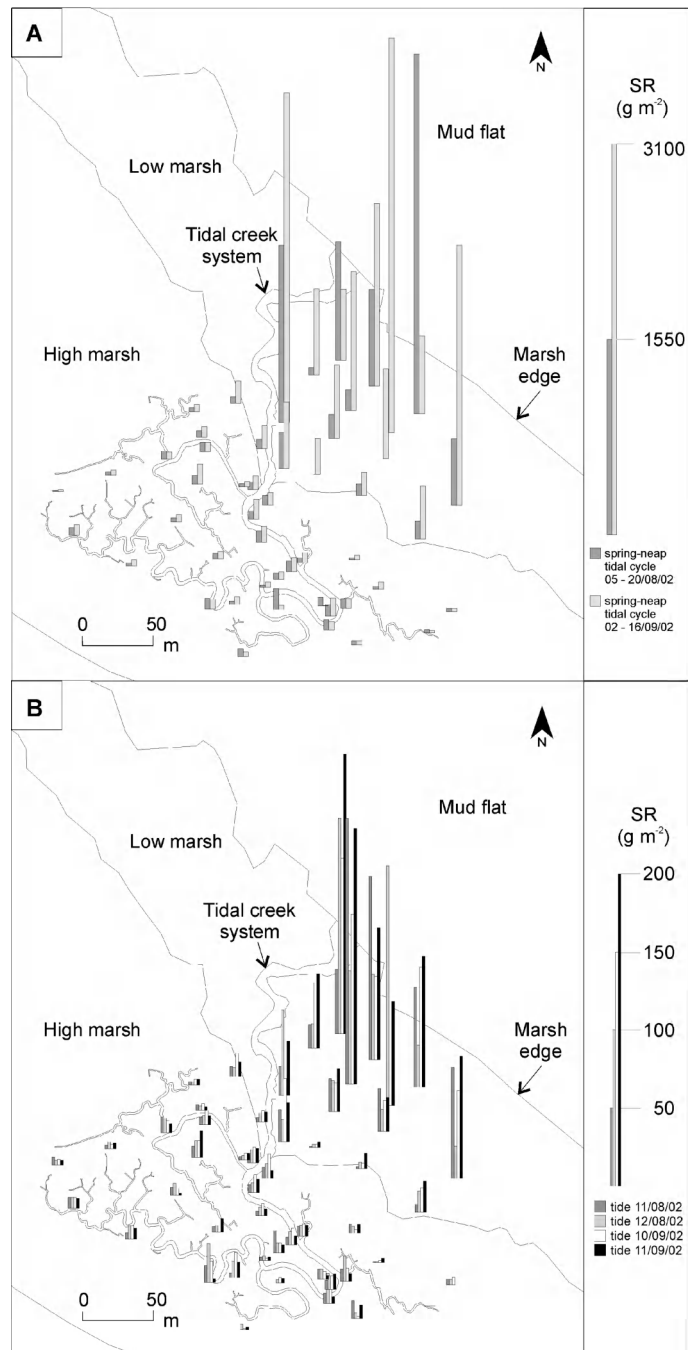 A
N
Mud flat
Low marsh
Tidal creek
system
High marsh
Marsh
edge
0 50
m
SR
(g m-2)
3100
1550
spring-neap
tidal cycle
05 - 20/08/02
spring-neap
tidal cycle
02 - 16/09/02
B
N
Mud flat
Low marsh
Tidal creek
system
High marsh
Marsh
edge
0 50
m
SR
(g m-2)
200
150
100
50
tide 11/08/02
tide 12/08/02
tide 10/09/02
tide 11/09/02